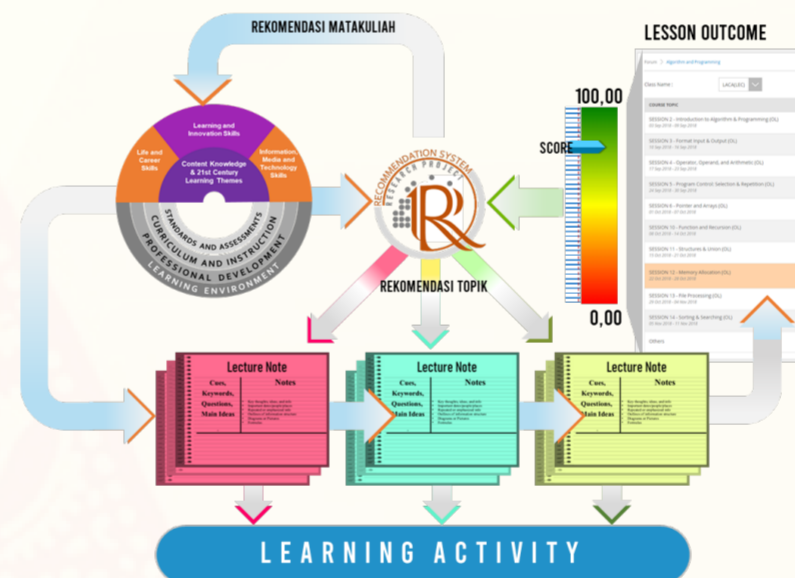 REKOMENDASI MATAKULIAH
LESSON OUTCOME
Learning and
Innovation Skills
Life and
Career
Skills
Content Knowledge
& 21st Century
Learning Themes
Information,
Media and
Technology
Skills
STANDARDS AND ASSESSMENTS
CURRICULUM AND INSTRUCTION
PROFESSIONAL DEVELOPMENT
LEARNING ENVIRONMENT
RECOMMENDATION SYSTEM
RESEARCH PROJECT
R
100,00
SCORE
0,00
Algorithm and Programming
Class Name :
COURSE TOPIC
SESSION 2 - Introduction to Algorithm & Programming (OL)
SESSION 3 - Format Input & Output (OL)
SESSION 4 - Operator, Operand, and Arithmetic (OL)
SESSION 5 - Program Control Selection & Repetition (OL)
SESSION 6 - Pointer and Arrays (OL)
SESSION 10 - Function and Recursion (OL)
SESSION 11 - Structures & Union (OL)
SESSION 12 - Memory Allocation (OL)
SESSION 13 - File Processing (OL)
SESSION 14 - Sorting & Searching (OL)
Others
REKOMENDASI TOPIK
Lecture Note
Cues,
Keywords,
Questions,
Main Ideas
Notes
Lecture Note
Cues,
Keywords,
Questions,
Main Ideas
Notes
Lecture Note
Cues,
Keywords,
Questions,
Main Ideas
Notes
LEARNING ACTIVITY